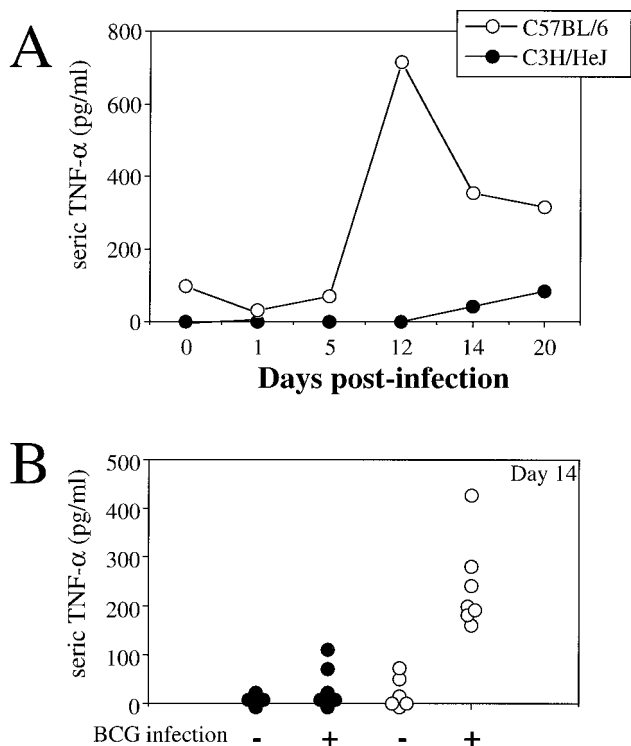 A
C57BL/6
C3H/HeJ
seric TNF-α (pg/ml)
800
600
400
200
0
0 1 5 12 14 20
Days post-infection
B
Day 14
seric TNF-α (pg/ml)
500
400
300
200
100
0
BCG infection - + - +